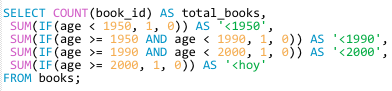 SELECT COUNT(book_id) AS total_books,
SUM(IF(age < 1950, 1, 0)) AS '<1950',
SUM(IF(age >= 1950 AND age < 1990, 1, 0)) AS '<1990',
SUM(IF(age >= 1990 AND age < 2000, 1, 0)) AS '<2000',
SUM(IF(age >= 2000, 1, 0)) AS '<hoy'
FROM books;